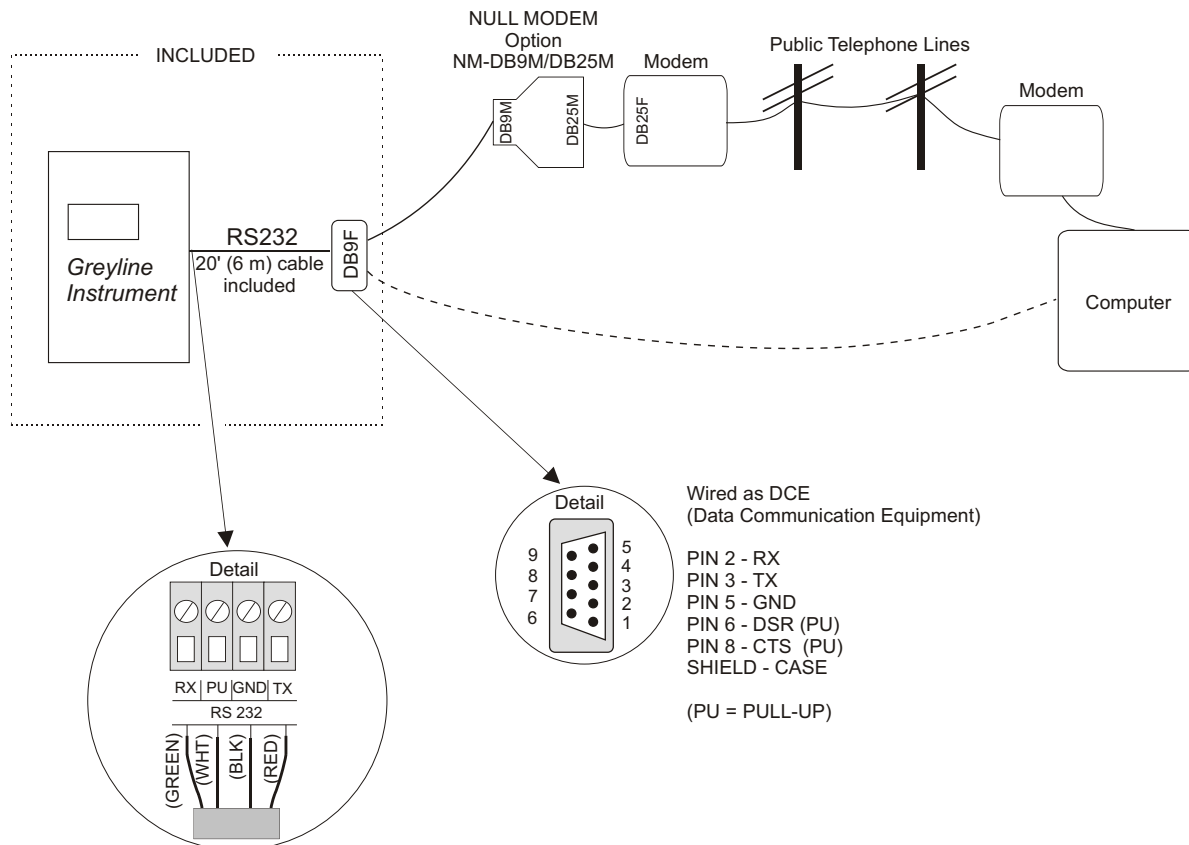 NULL MODEM
Option
NM-DB9M/DB25M
INCLUDED
Modem
Public Telephone Lines
Modem
DB9M
DB25M
DB25F
Greyline
Instrument
RS232
20' (6 m) cable
included
DB9F
Computer
Detail
9
8
7
6
5
4
3
2
1
Wired as DCE
(Data Communication Equipment)
PIN 2 - RX
PIN 3 - TX
PIN 5 - GND
PIN 6 - DSR (PU)
PIN 8 - CTS (PU)
SHIELD - CASE
(PU = PULL-UP)
Detail
RX PU GND TX
RS 232
(GREEN)
(WHT)
(BLK)
(RED)